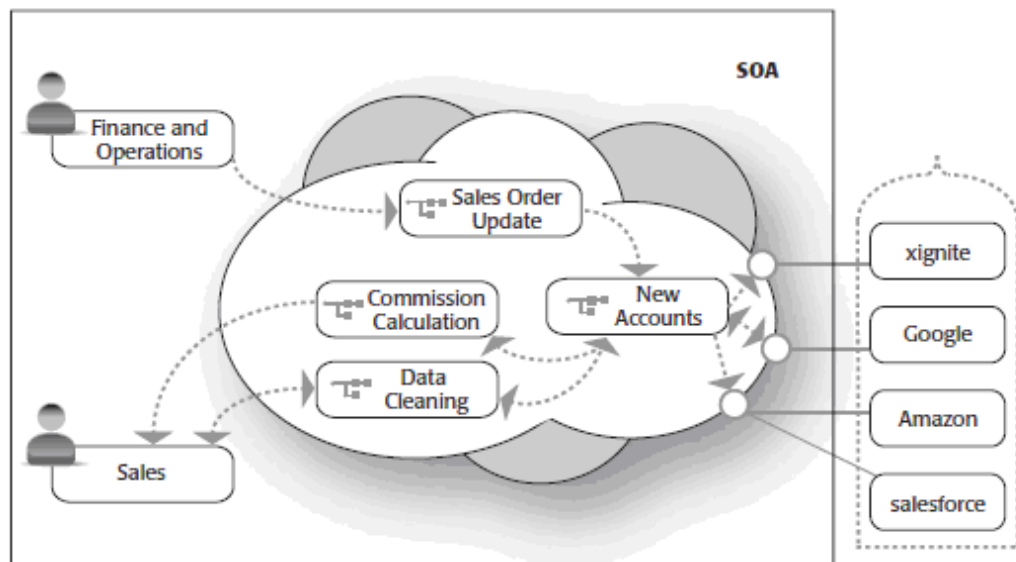 SOA
Finance and
Operations
Sales Order
Update
xignite
Commission
Calculation
New
Accounts
Google
Data
Cleaning
Amazon
Sales
salesforce